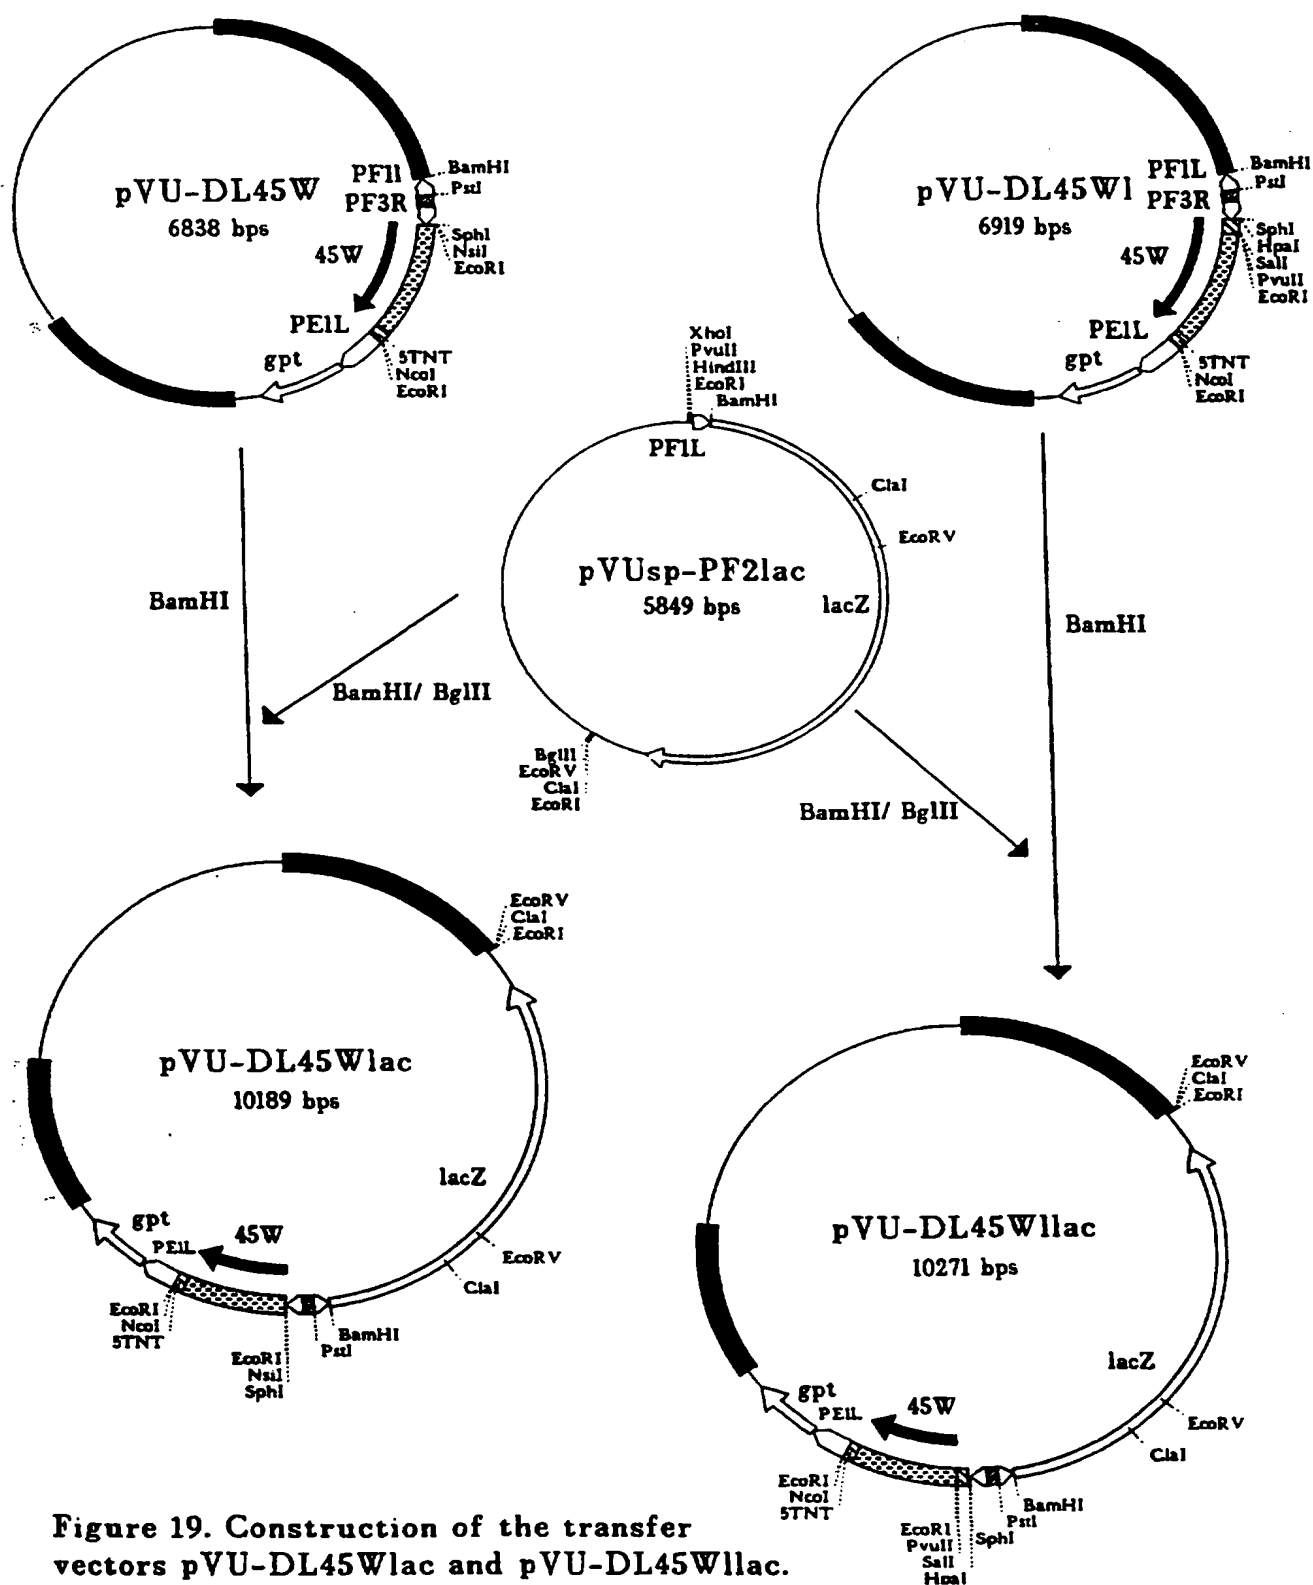 pVU-DL45W
6838 bps
PF1l
PF3R
BamHI
PstI
SphI
NsiI
EcoRI
45W
PE1L
gpt
5TNT
NcoI
EcoRI
pVU-DL45Wl
6919 bps
PF1L
PF3R
BamHI
PstI
SphI
HpaI
SalI
PvuII
EcoRI
45W
PE1L
gpt
5TNT
NcoI
EcoRI
XhoI
PvuII
HindIII
EcoRI
BamHI
PF1L
ClaI
EcoRV
pVUsp-PF2lac
5849 bps
lacZ
BglII
EcoRV
ClaI
EcoRI
BamHI
BamHI/ BglII
BamHI
BamHI/ BglII
EcoRV
ClaI
EcoRI
pVU-DL45Wlac
10189 bps
lacZ
gpt
PE1L
45W
EcoRV
ClaI
EcoRI
NcoI
5TNT
BamHI
PstI
EcoRI
NsiI
SphI
EcoRV
ClaI
EcoRI
pVU-DL45Wllac
10271 bps
lacZ
gpt
PE1L
45W
EcoRV
ClaI
EcoRI
NcoI
5TNT
BamHI
PstI
SphI
EcoRI
PvuII
SalI
HpaI
Figure 19. Construction of the transfer
vectors pVU-DL45Wlac and pVU-DL45Wllac.